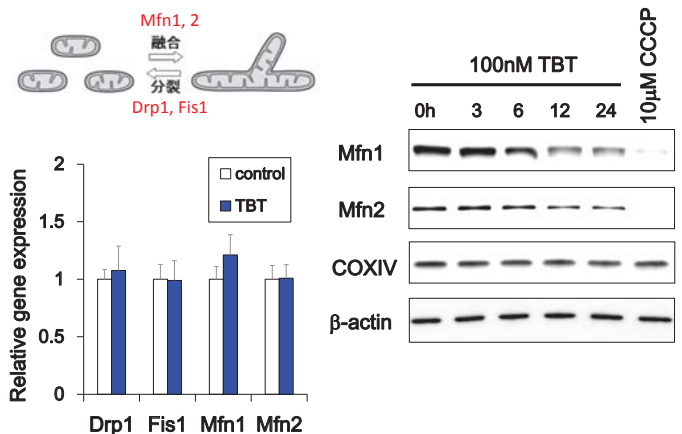 Mfn1, 2
融合
分裂
Drp1, Fis1
Relative gene expression
2
1.5
1
0.5
0
control
TBT
Drp1 Fis1 Mfn1 Mfn2
100nM TBT
10μM CCCP
0h 3 6 12 24
Mfn1
Mfn2
COXIV
β-actin